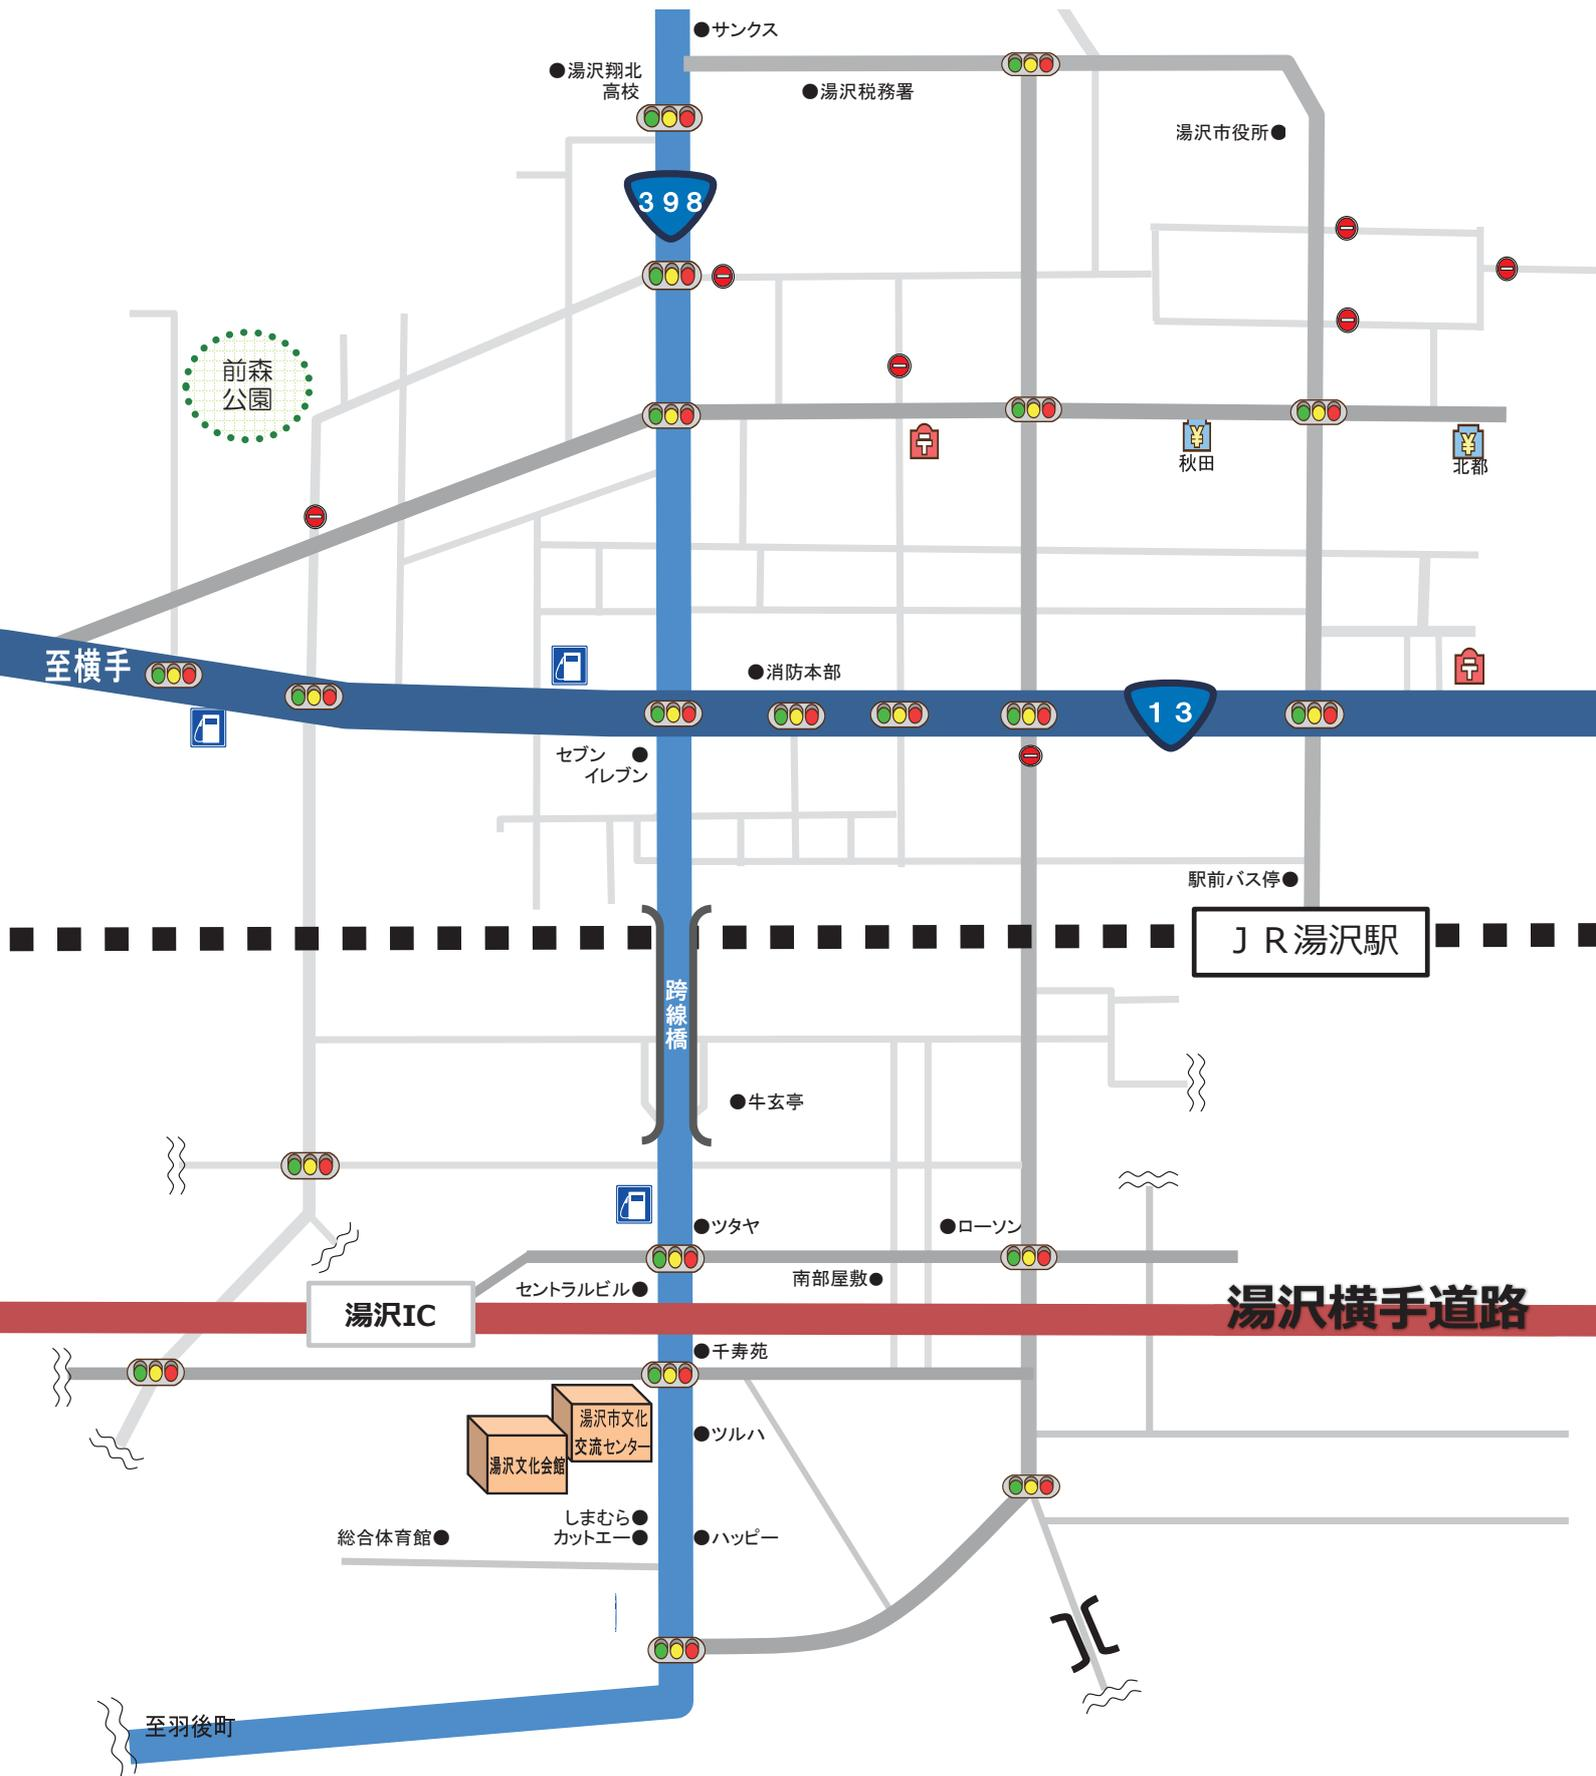 サンクス
湯沢翔北
高校
湯沢税務署
湯沢市役所
398
前森
公園
秋田
北都
至横手
消防本部
13
セブン
イレブン
駅前バス停
JR湯沢駅
跨線橋
牛玄亭
ツタヤ
ローソン
セントラルビル
南部屋敷
湯沢IC
湯沢横手道路
千寿苑
湯沢市文化
交流センター
湯沢文化会館
ツルハ
しまむら
カットエー
総合体育館
ハッピー
至羽後町